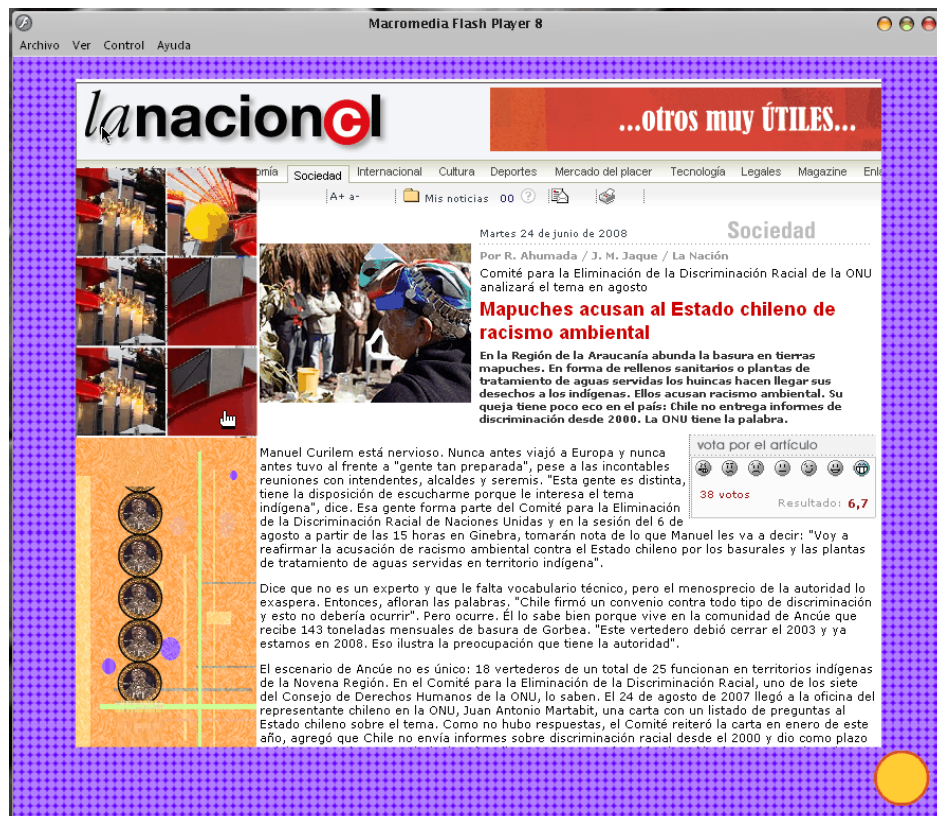 Macromedia Flash Player 8
Archivo Ver Control Ayuda
lanacioncl
...otros muy ÚTILES...
Sociedad Internacional Cultura Deportes Mercado del placer Tecnología Legales Magazine
A+ a- Mis noticias 00 ?
Martes 24 de junio de 2008
Sociedad
Por R. Ahumada / J. M. Jaque / La Nación
Comité para la Eliminación de la Discriminación Racial de la ONU
analizará el tema en agosto
Mapuches acusan al Estado chileno de
racismo ambiental
En la Región de la Araucanía abunda la basura en tierras
mapuches. En forma de rellenos sanitarios o plantas de
tratamiento de aguas servidas los huincas hacen llegar sus
desechos a los indígenas. Ellos acusan racismo ambiental. Su
queja tiene poco eco en el país: Chile no entrega informes de
discriminación desde 2000. La ONU tiene la palabra.
vota por el artículo
38 votos
Resultado: 6,7
Manuel Curilem está nervioso. Nunca antes viajó a Europa y nunca
antes tuvo al frente a "gente tan preparada", pese a las incontables
reuniones con intendentes, alcaldes y seremis. "Esta gente es distinta,
tiene la disposición de escucharme porque le interesa el tema
indígena", dice. Esa gente forma parte del Comité para la Eliminación
de la Discriminación Racial de Naciones Unidas y en la sesión del 6 de
agosto a partir de las 15 horas en Ginebra, tomarán nota de lo que Manuel les va a decir: "Voy a
reafirmar la acusación de racismo ambiental contra el Estado chileno por los basurales y las plantas
de tratamiento de aguas servidas en territorio indígena".
Dice que no es un experto y que le falta vocabulario técnico, pero el menosprecio de la autoridad lo
exaspera. Entonces, afloran las palabras. "Chile firmó un convenio contra todo tipo de discriminación
y esto no debería ocurrir". Pero ocurre. Él lo sabe bien porque vive en la comunidad de Ancúe que
recibe 143 toneladas mensuales de basura de Gorbea. "Este vertedero debió cerrar el 2003 y ya
estamos en 2008. Eso ilustra la preocupación que tiene la autoridad".
El escenario de Ancúe no es único: 18 vertederos de un total de 25 funcionan en territorios indígenas
de la Novena Región. En el Comité para la Eliminación de la Discriminación Racial, uno de los siete
del Consejo de Derechos Humanos de la ONU, lo saben. El 24 de agosto de 2007 llegó a la oficina del
representante chileno en la ONU, Juan Antonio Martabit, una carta con un listado de preguntas al
Estado chileno sobre el tema. Como no hubo respuestas, el Comité reiteró la carta en enero de este
año, agregó que Chile no envía informes sobre discriminación racial desde el 2000 y dio como plazo